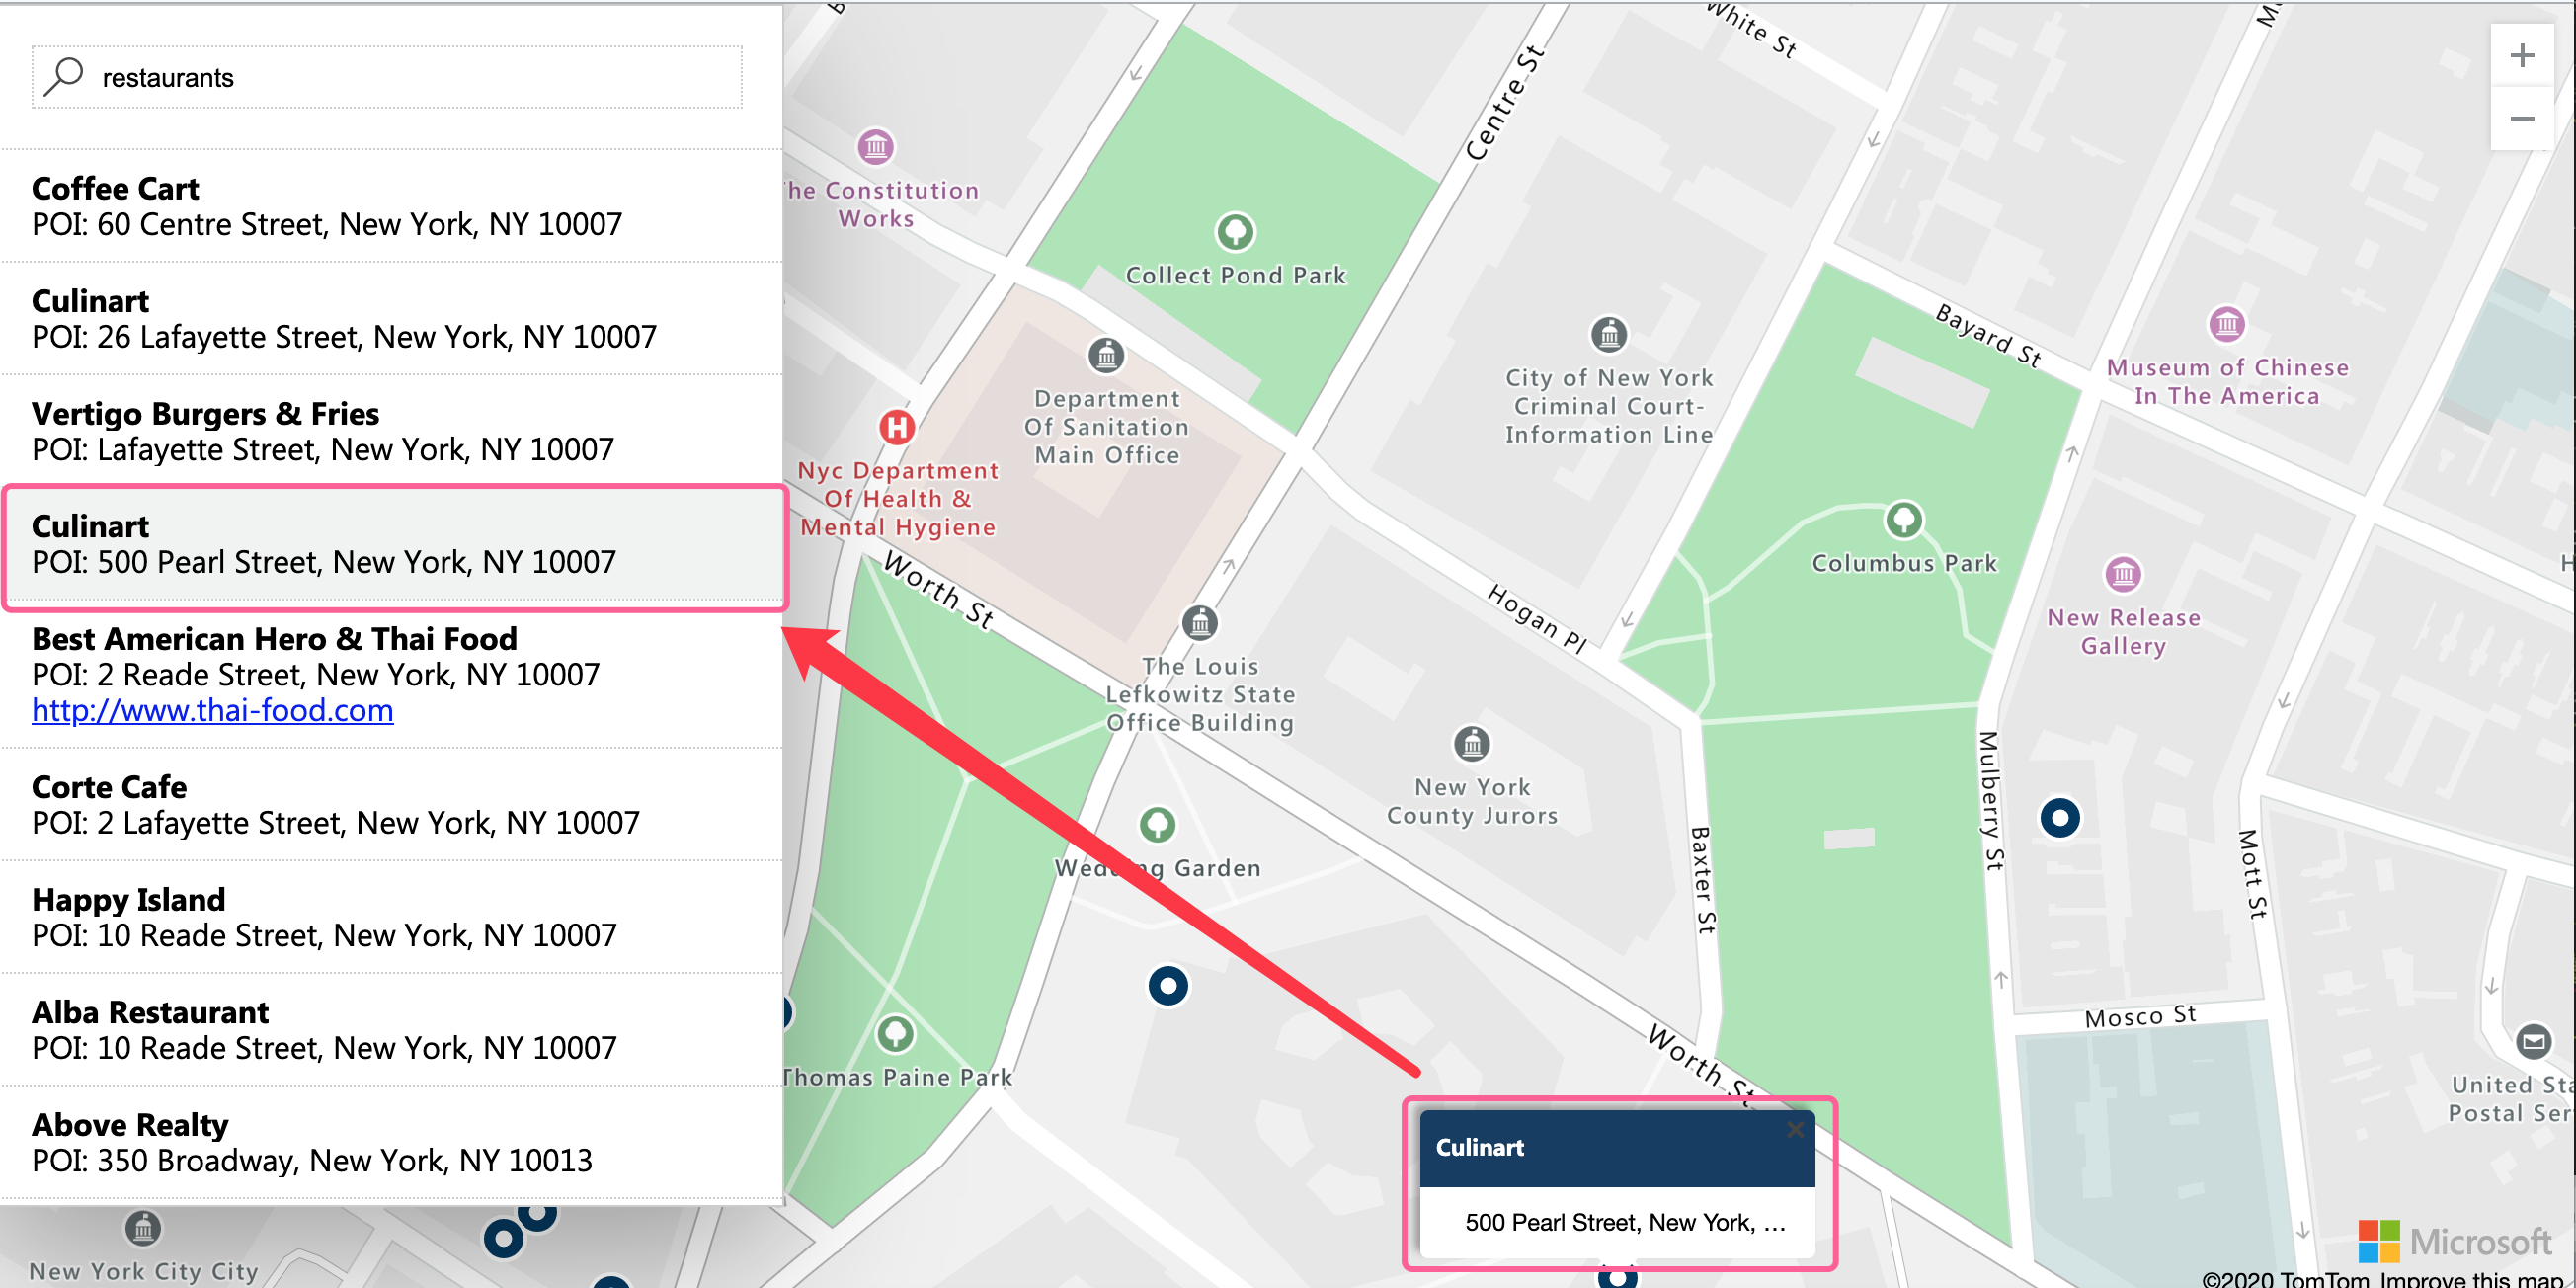 restaurants
Coffee Cart
POI: 60 Centre Street, New York, NY 10007
Culinart
POI: 26 Lafayette Street, New York, NY 10007
Vertigo Burgers & Fries
POI: Lafayette Street, New York, NY 10007
Culinart
POI: 500 Pearl Street, New York, NY 10007
Best American Hero & Thai Food
POI: 2 Reade Street, New York, NY 10007
http://www.thai-food.com
Corte Cafe
POI: 2 Lafayette Street, New York, NY 10007
Happy Island
POI: 10 Reade Street, New York, NY 10007
Alba Restaurant
POI: 10 Reade Street, New York, NY 10007
Above Realty
POI: 350 Broadway, New York, NY 10013
New York City City
White St
Centre St
he Constitution
Works
Collect Pond Park
Department
Of Sanitation
Main Office
Nyc Department
Of Health &
Mental Hygiene
City of New York
Criminal Court-
Information Line
Bayard St
Museum of Chinese
In The America
Worth St
Hogan Pl
Columbus Park
New Release
Gallery
The Louis
Lefkowitz State
Office Building
New York
County Jurors
Wedding Garden
Baxter St
Mulberry St
Mott St
Thomas Paine Park
Mosco St
Worth St
United Sta
Postal Ser
Culinart
500 Pearl Street, New York, ...
Microsoft
©2020 TomTom Improve this map